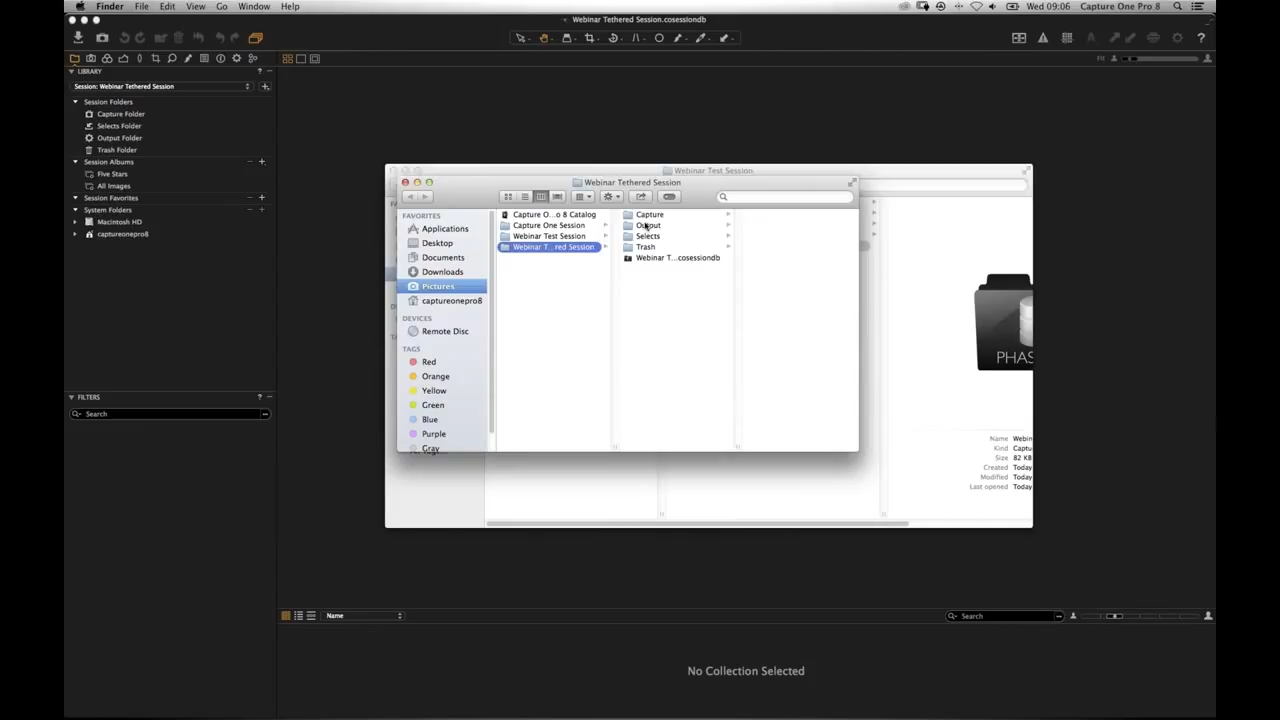 Finder File Edit View Go Window Help Wed 09:06 Capture One Pro 8
Webinar Tethered Session.cosessiondb
Fit
LIBRARY ?
Session: Webinar Tethered Session
Session Folders
Capture Folder
Selects Folder
Output Folder
Trash Folder
Session Albums
Five Stars
All Images
Session Favorites
System Folders
Macintosh HD
captureonepro8
FILTERS ?
Search
Webinar Test Session
Webinar Tethered Session
FAVORITES
Applications
Desktop
Documents
Downloads
Pictures
captureonepro8
DEVICES
Remote Disc
TAGS
Red
Orange
Yellow
Green
Blue
Purple
Gray
Capture O...o 8 Catalog
Capture One Session
Webinar Test Session
Webinar T...red Session
Capture
Output
Selects
Trash
Webinar T...cosessiondb
PHAS
Name Webin
Kind Captu
Size 82 KB
Created Today
Modified Today
Last opened Today
Name
Search
No Collection Selected